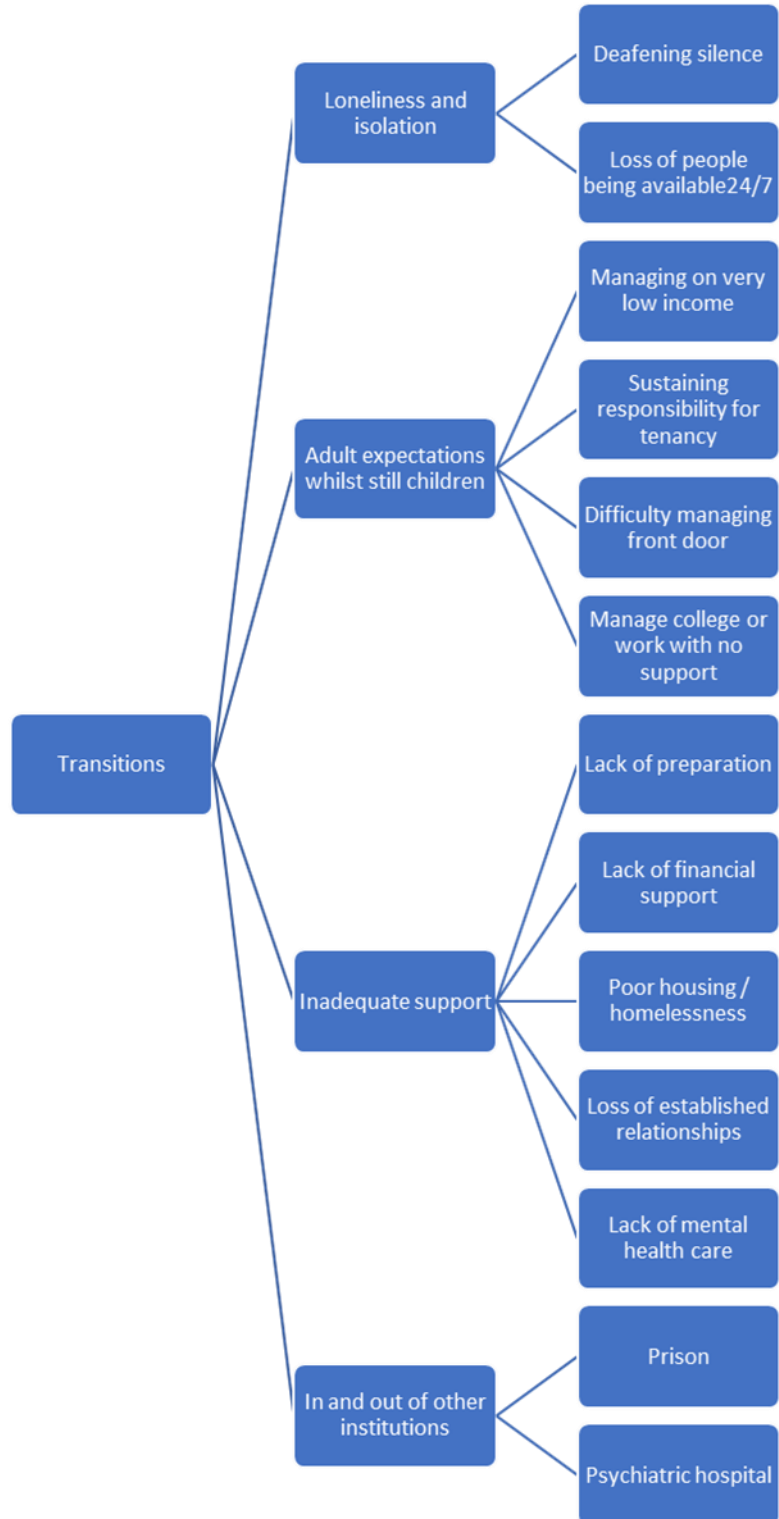 Transitions
Loneliness and
isolation
Deafening silence
Loss of people
being available24/7
Adult expectations
whilst still children
Managing on very
low income
Sustaining
responsibility for
tenancy
Difficulty managing
front door
Manage college or
work with no
support
Inadequate support
Lack of preparation
Lack of financial
support
Poor housing /
homelessness
Loss of established
relationships
Lack of mental
health care
In and out of other
institutions
Prison
Psychiatric hospital